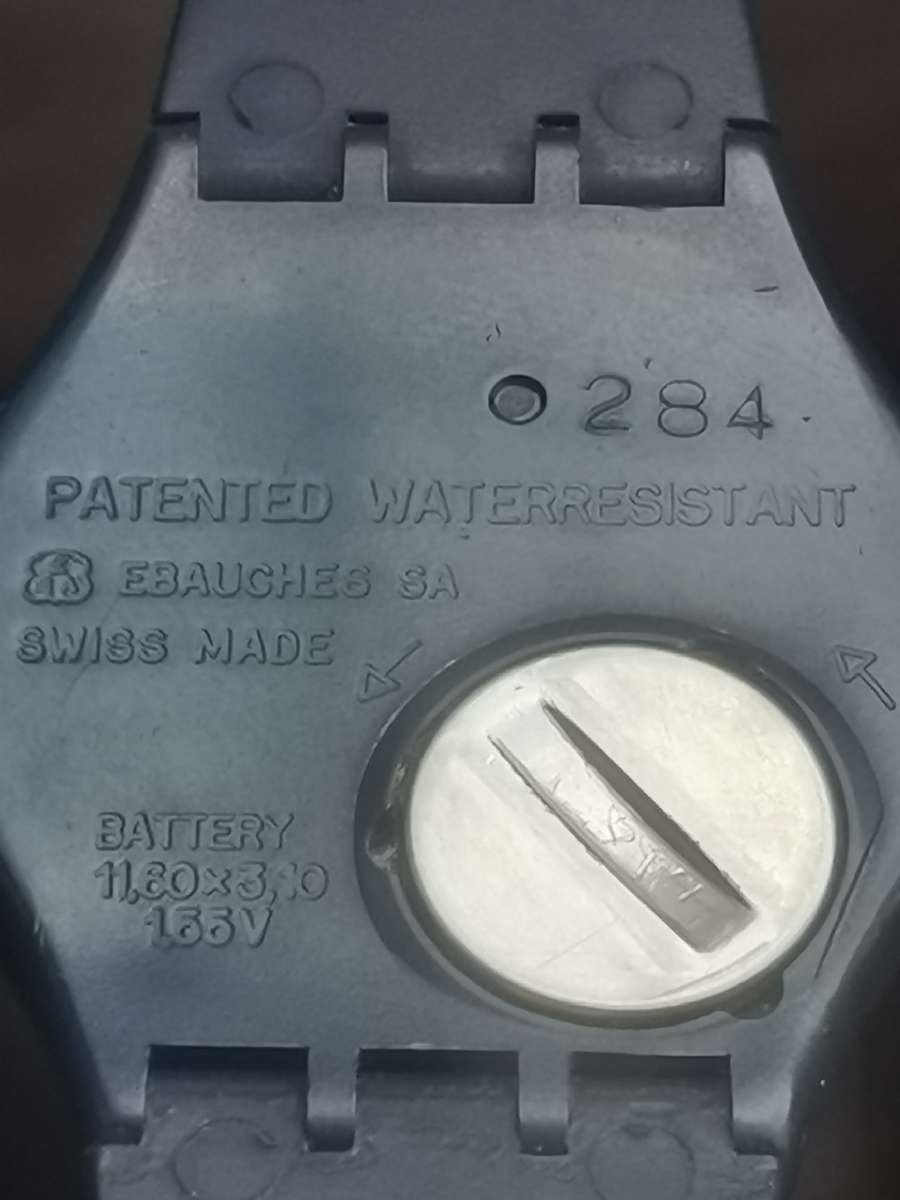 284
PATENTED WATERRESISTANT
EBAUCHES SA
SWISS MADE
BATTERY
11,60×3,10
1.55V